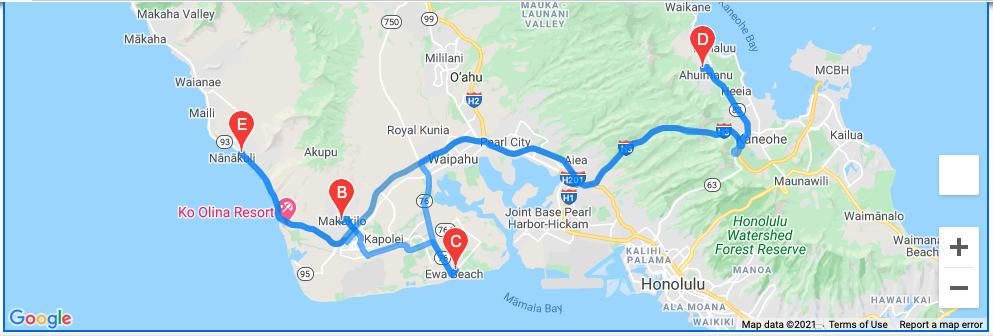 Makaha Valley
Mākaha
Waianae
Maili
93
E
Nānākuli
Akupu
Ko Olina Resort
B
Makakilo
Kapolei
95
750
99
Mililani
O'ahu
H2
MAUKA -
LAUNANI
VALLEY
Royal Kunia
Waipahu
Pearl City
76
76
C
Ewa Beach
Aiea
H201
H1
Joint Base Pearl
Harbor-Hickam
Māmala Bay
Waikane
Kaneohe Bay
D
Ahuimanu
Heeia
83
Kaneohe
MCBH
Kailua
Maunawili
63
Honolulu
Watershed
Forest Reserve
Waimānalo
KALIHI -
PALAMA
MANOA
Honolulu
ALA MOANA
WAIKIKI
HAWAII KAI
+
−
Google
Map data ©2021
Terms of Use
Report a map error